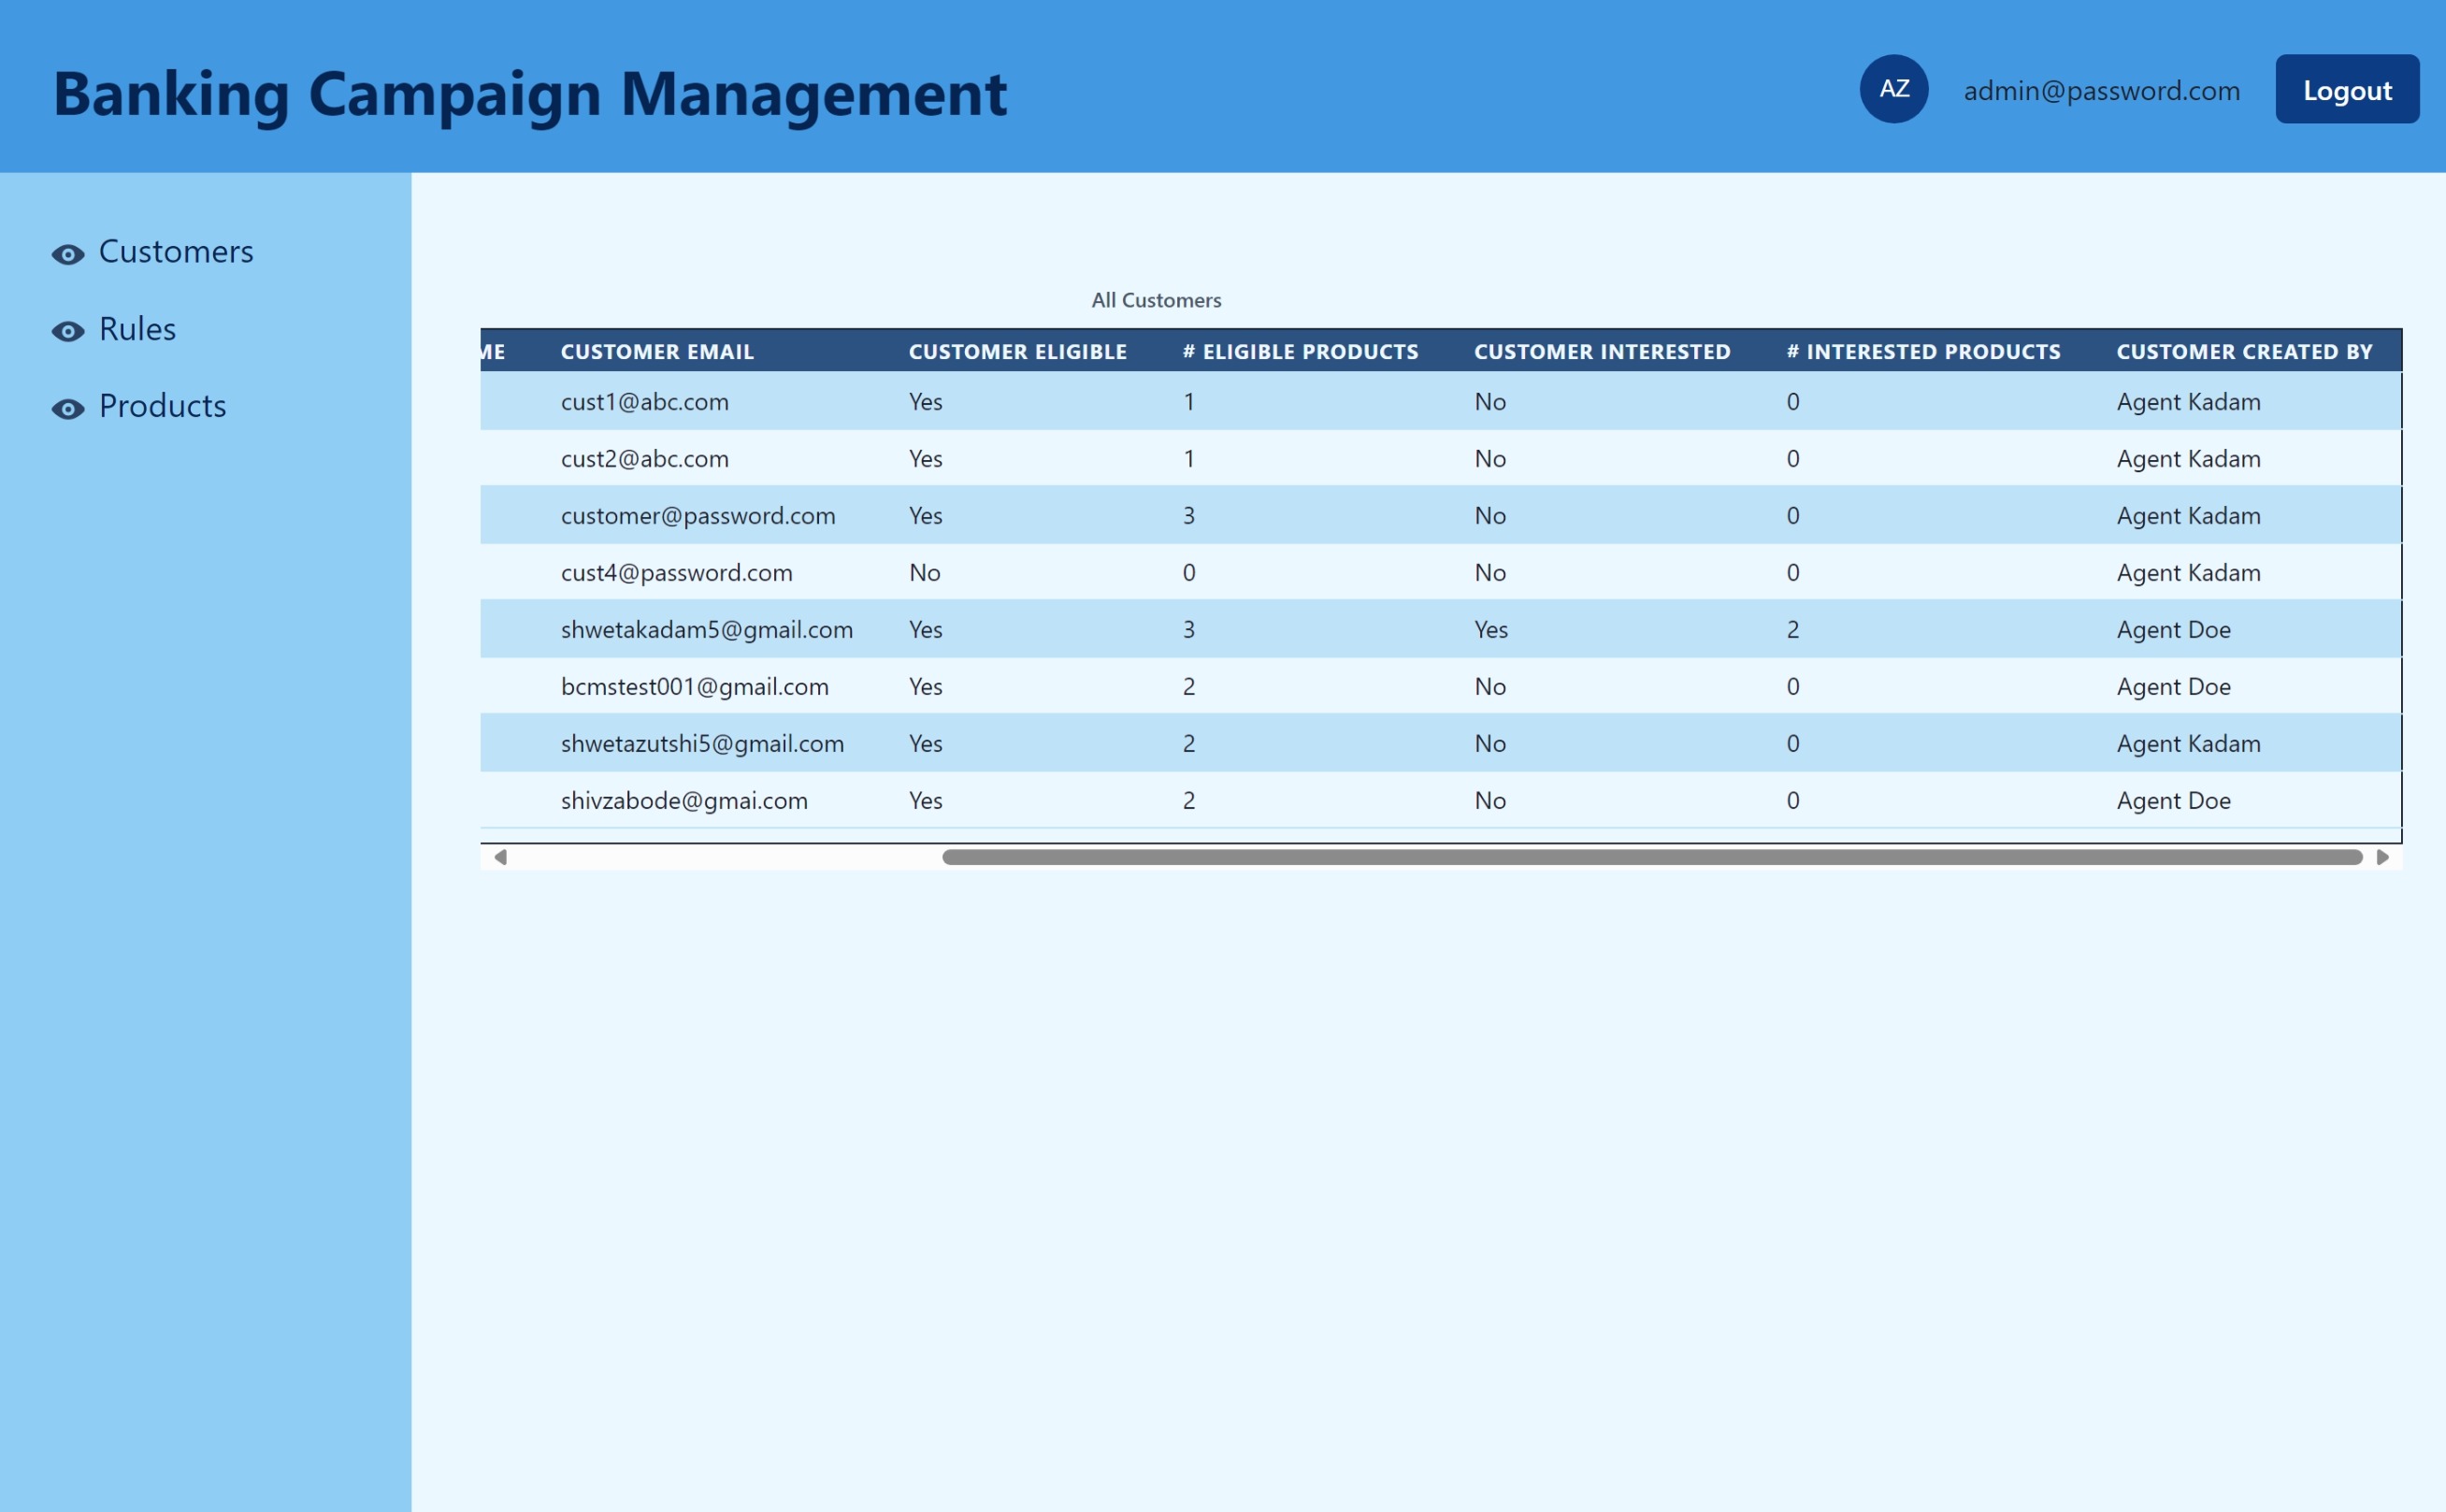 Banking Campaign Management
AZ
admin@password.com
Logout
Customers
Rules
Products
All Customers
ME CUSTOMER EMAIL CUSTOMER ELIGIBLE # ELIGIBLE PRODUCTS CUSTOMER INTERESTED # INTERESTED PRODUCTS CUSTOMER CREATED BY
cust1@abc.com Yes 1 No 0 Agent Kadam
cust2@abc.com Yes 1 No 0 Agent Kadam
customer@password.com Yes 3 No 0 Agent Kadam
cust4@password.com No 0 No 0 Agent Kadam
shwetakadam5@gmail.com Yes 3 Yes 2 Agent Doe
bcmstest001@gmail.com Yes 2 No 0 Agent Doe
shwetazutshi5@gmail.com Yes 2 No 0 Agent Kadam
shivzabode@gmai.com Yes 2 No 0 Agent Doe